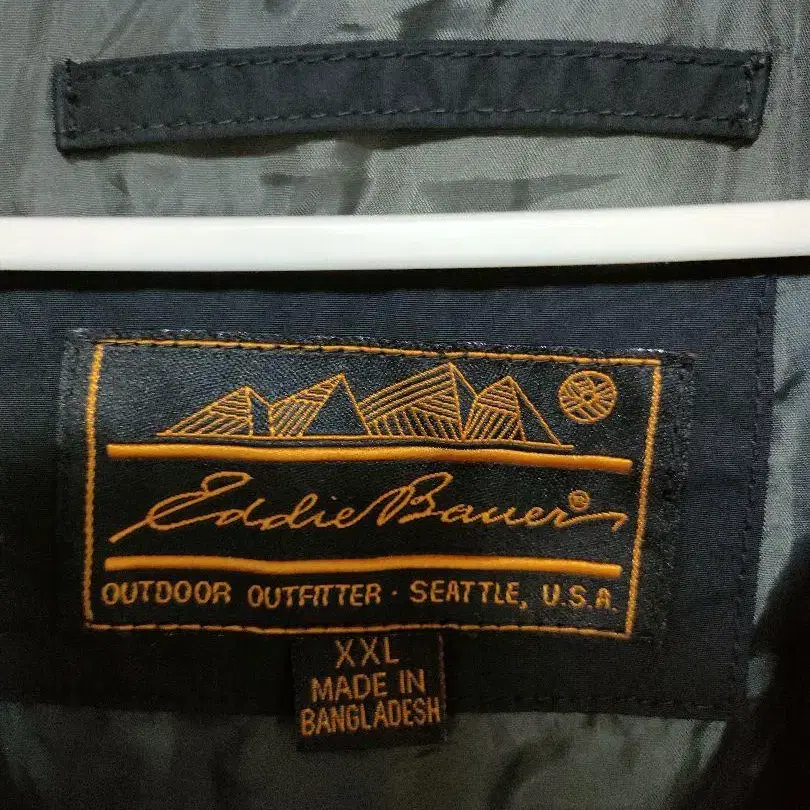 Eddie Bauer®
OUTDOOR OUTFITTER · SEATTLE, U.S.A.
XXL
MADE IN
BANGLADESH